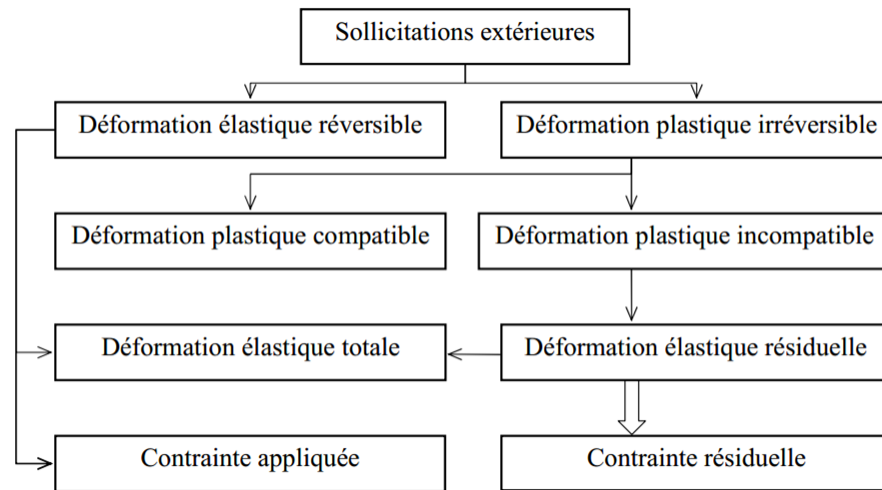 Sollicitations extérieures
Déformation élastique réversible
Déformation plastique irréversible
Déformation plastique compatible
Déformation plastique incompatible
Déformation élastique totale
Déformation élastique résiduelle
Contrainte appliquée
Contrainte résiduelle